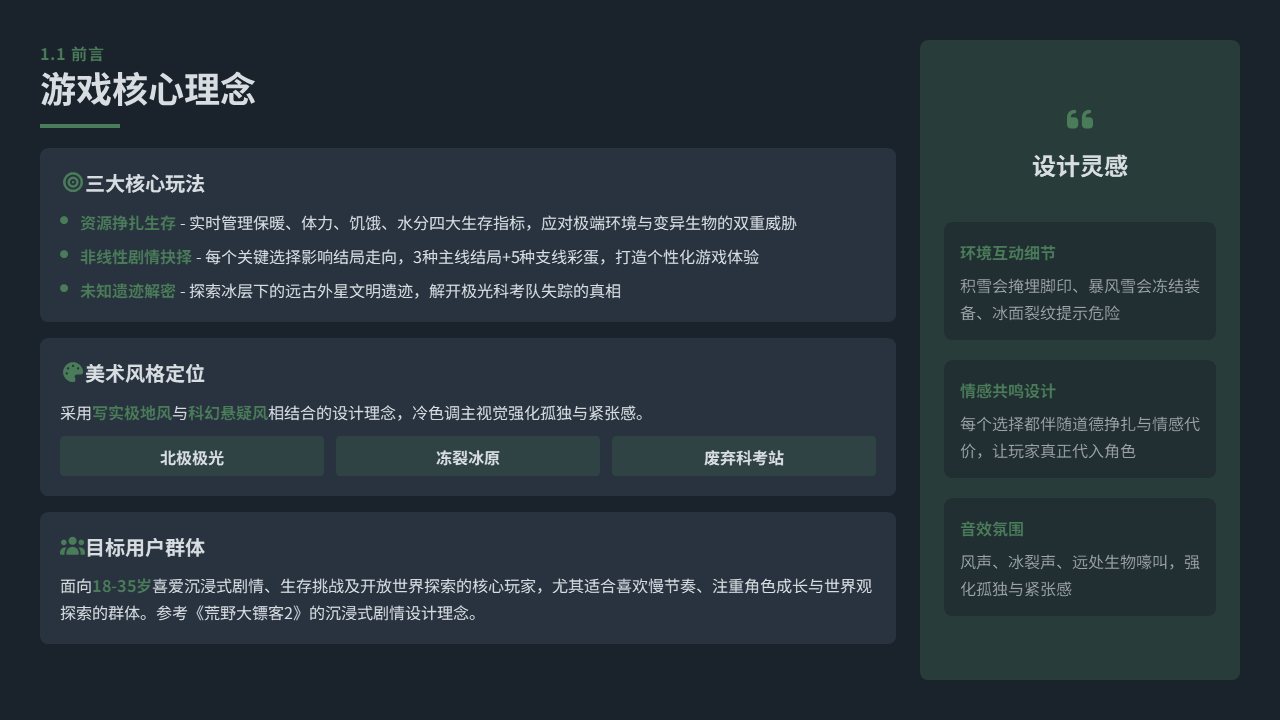 1.1 前言
游戏核心理念
三大核心玩法
资源挣扎生存 - 实时管理保暖、体力、饥饿、水分四大生存指标，应对极端环境与变异生物的双重威胁
非线性剧情抉择 - 每个关键选择影响结局走向，3种主线结局+5种支线彩蛋，打造个性化游戏体验
未知遗迹解密 - 探索冰层下的远古外星文明遗迹，解开极光科考队失踪的真相
美术风格定位
采用写实极地风与科幻悬疑风相结合的设计理念，冷色调主视觉强化孤独与紧张感。
北极极光
冻裂冰原
废弃科考站
目标用户群体
面向18-35岁喜爱沉浸式剧情、生存挑战及开放世界探索的核心玩家，尤其适合喜欢慢节奏、注重角色成长与世界观
探索的群体。参考《荒野大镖客2》的沉浸式剧情设计理念。
设计灵感
环境互动细节
积雪会掩埋脚印、暴风雪会冻结装
备、冰面裂纹提示危险
情感共鸣设计
每个选择都伴随道德挣扎与情感代
价，让玩家真正代入角色
音效氛围
风声、冰裂声、远处生物嚎叫，强
化孤独与紧张感